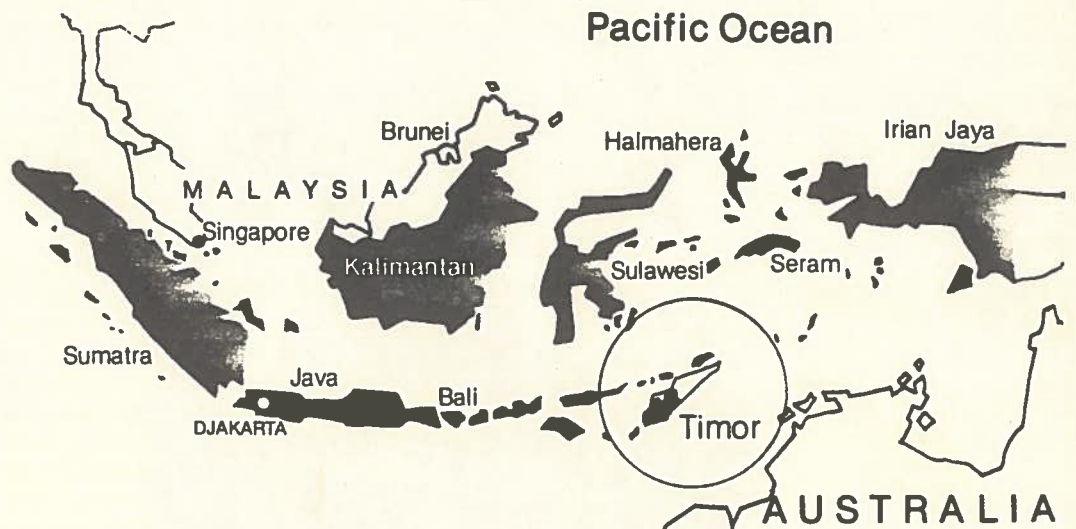 Pacific Ocean
Brunei
Halmahera
Irian Jaya
MALAYSIA
Singapore
Kalimantan
Sulawesi
Seram
Sumatra
Java
Bali
DJAKARTA
Timor
AUSTRALIA